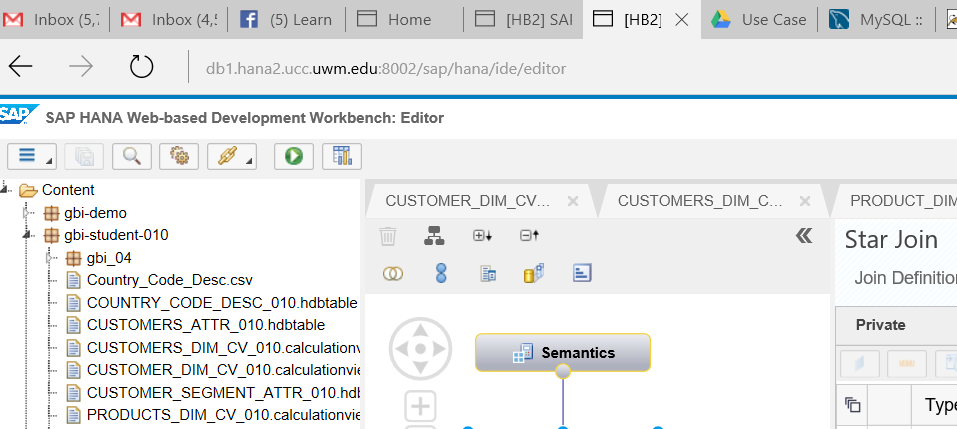 Inbox (5,7
Inbox (4,5
(5) Learn
Home
[HB2] SAI
[HB2]
Use Case
MySQL ::
db1.hana2.ucc.uwm.edu:8002/sap/hana/ide/editor
SAP
SAP HANA Web-based Development Workbench: Editor
Content
gbi-demo
gbi-student-010
gbi_04
Country_Code_Desc.csv
COUNTRY_CODE_DESC_010.hdbtable
CUSTOMERS_ATTR_010.hdbtable
CUSTOMERS_DIM_CV_010.calculationv
CUSTOMER_DIM_CV_010.calculationvie
CUSTOMER_SEGMENT_ATTR_010.hdb
PRODUCTS_DIM_CV_010.calculationvie
CUSTOMER_DIM_CV...
CUSTOMERS_DIM_C...
PRODUCT_DIM
Semantics
Star Join
Join Definition
Private
Type